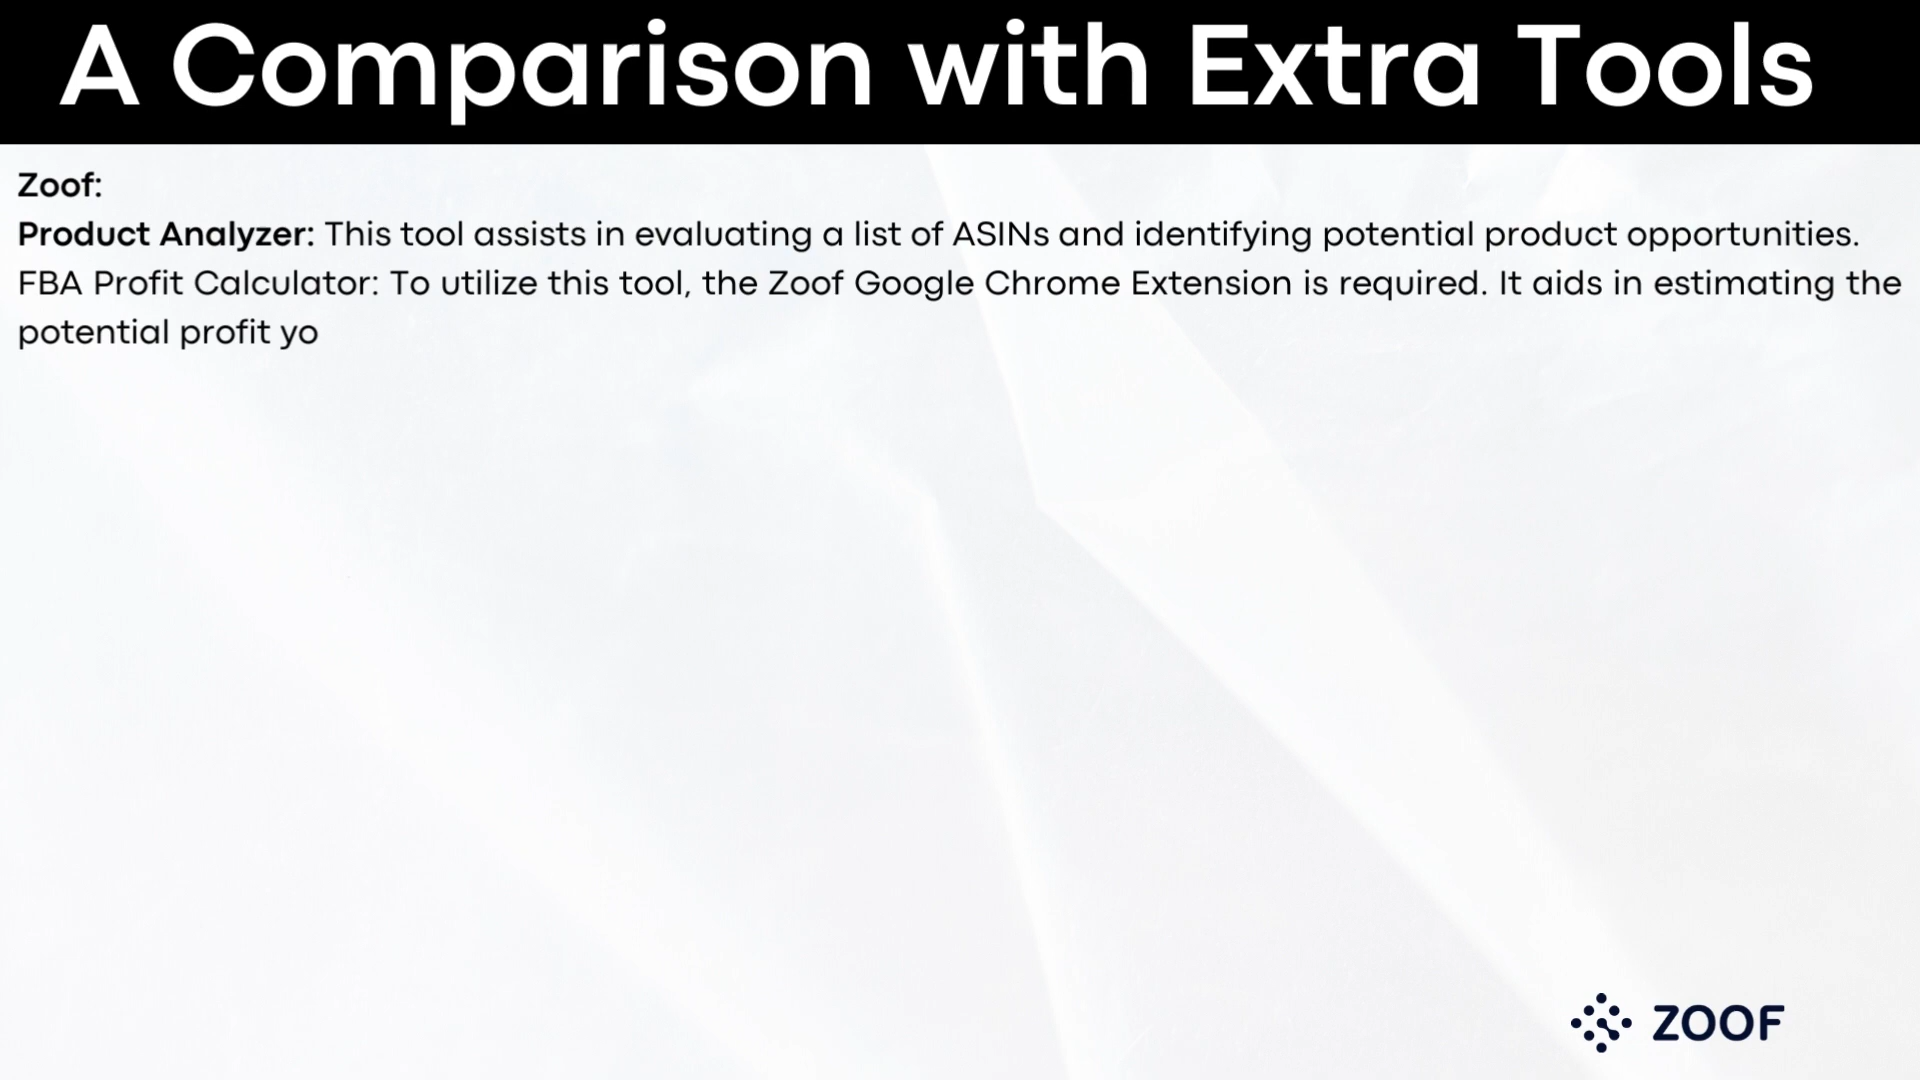 A Comparison with Extra Tools
Zoof:
Product Analyzer: This tool assists in evaluating a list of ASINs and identifying potential product opportunities.
FBA Profit Calculator: To utilize this tool, the Zoof Google Chrome Extension is required. It aids in estimating the
potential profit yo
ZOOF